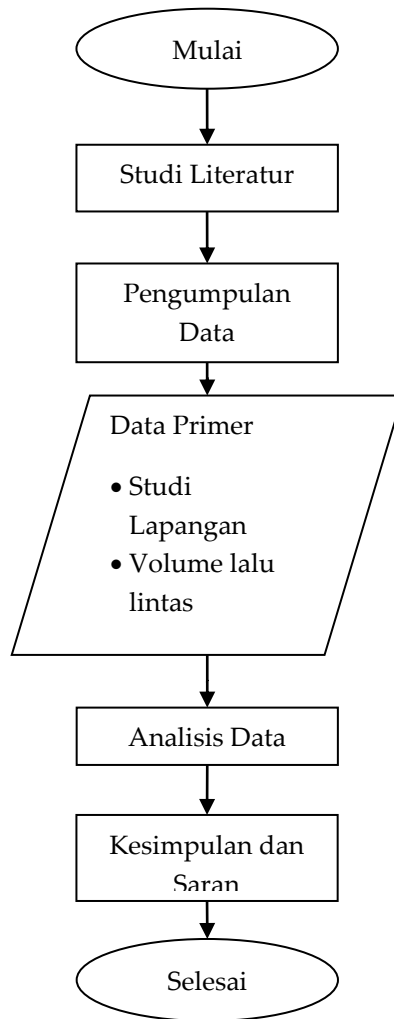 Mulai
Studi Literatur
Pengumpulan
Data
Data Primer
• Studi
Lapangan
• Volume lalu
lintas
Analisis Data
Kesimpulan dan
Saran
Selesai